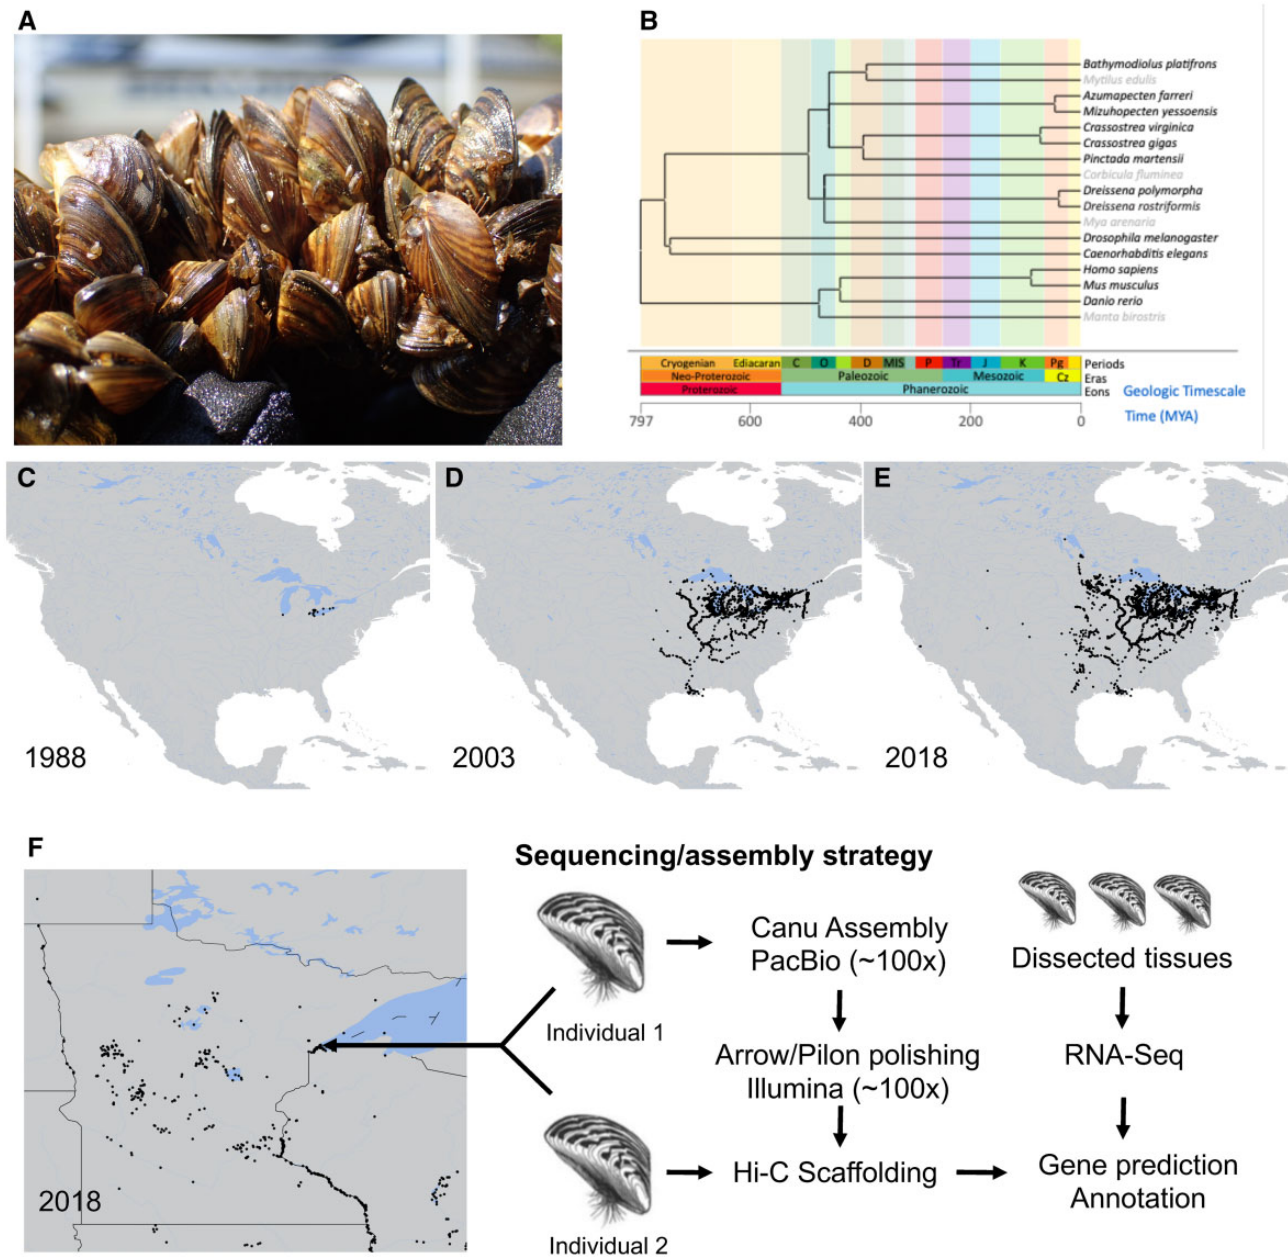 A
B
Bathymodiolus platifrons
Mytilus edulis
Azumapecten farreri
Mizuhopecten yessoensis
Crassostrea virginica
Crassostrea gigas
Pinctada martensii
Corbicula fluminea
Dreissena polymorpha
Dreissena rostriformis
Mya arenaria
Drosophila melanogaster
Caenorhabditis elegans
Homo sapiens
Mus musculus
Danio rerio
Manta birostris
Cryogenian Ediacaran C O D MIS P Tr J K Pg Periods
Neo-Proterozoic Paleozoic Mesozoic Cz Eras
Proterozoic Phanerozoic Eons
Geologic Timescale
797 600 400 200 0
Time (MYA)
C
1988
D
2003
E
2018
F
2018
Sequencing/assembly strategy
Individual 1
Individual 2
Canu Assembly
PacBio (~100x)
Arrow/Pilon polishing
Illumina (~100x)
Hi-C Scaffolding
Dissected tissues
RNA-Seq
Gene prediction
Annotation